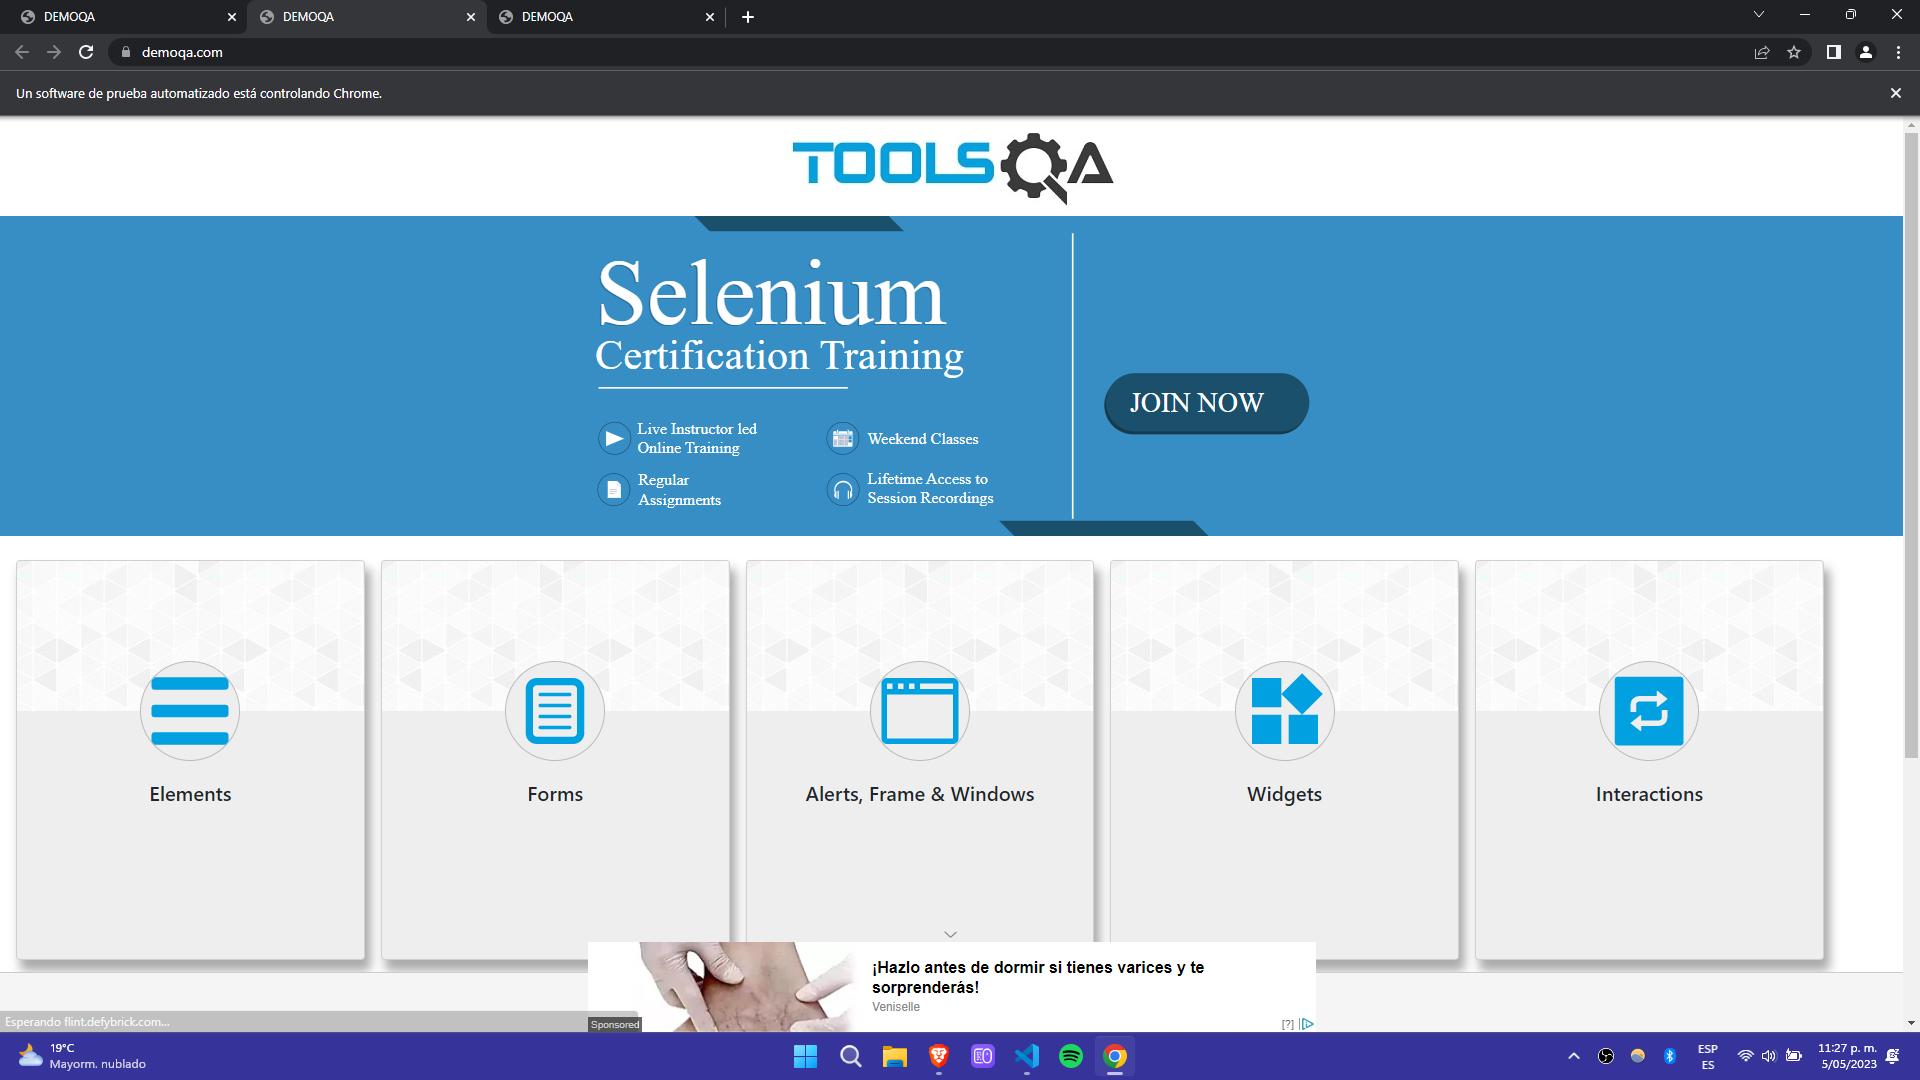 DEMOQA
DEMOQA
DEMOQA
demoqa.com
Un software de prueba automatizado está controlando Chrome.
TOOLSQA
Selenium
Certification Training
Live Instructor led
Online Training
Weekend Classes
Regular
Assignments
Lifetime Access to
Session Recordings
JOIN NOW
Elements
Forms
Alerts, Frame & Windows
Widgets
Interactions
¡Hazlo antes de dormir si tienes varices y te
sorprenderás!
Veniselle
Sponsored
[?]
Esperando flint.defybrick.com...
19°C
Mayorm. nublado
ESP
ES
11:27 p. m.
5/05/2023